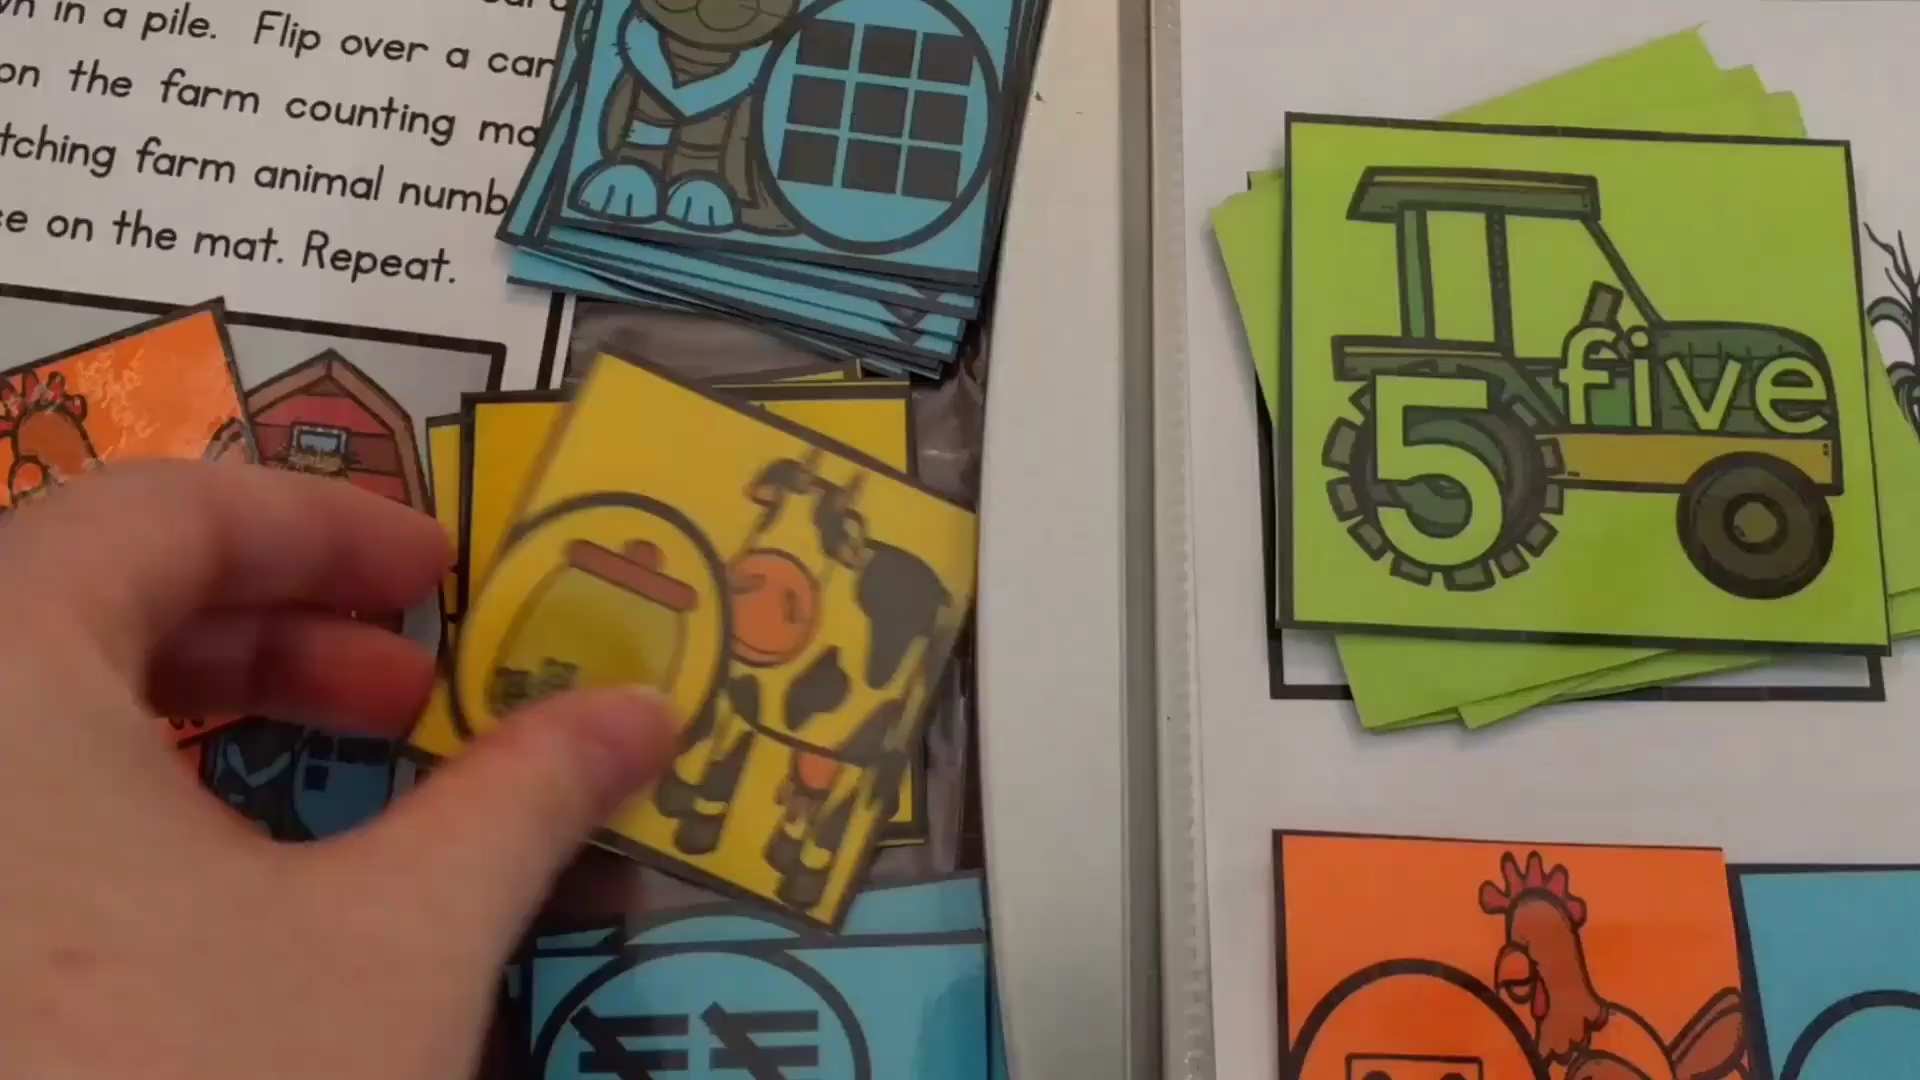 in a pile. Flip over a car
on the farm counting ma
tching farm animal numb
e on the mat. Repeat.
five
5